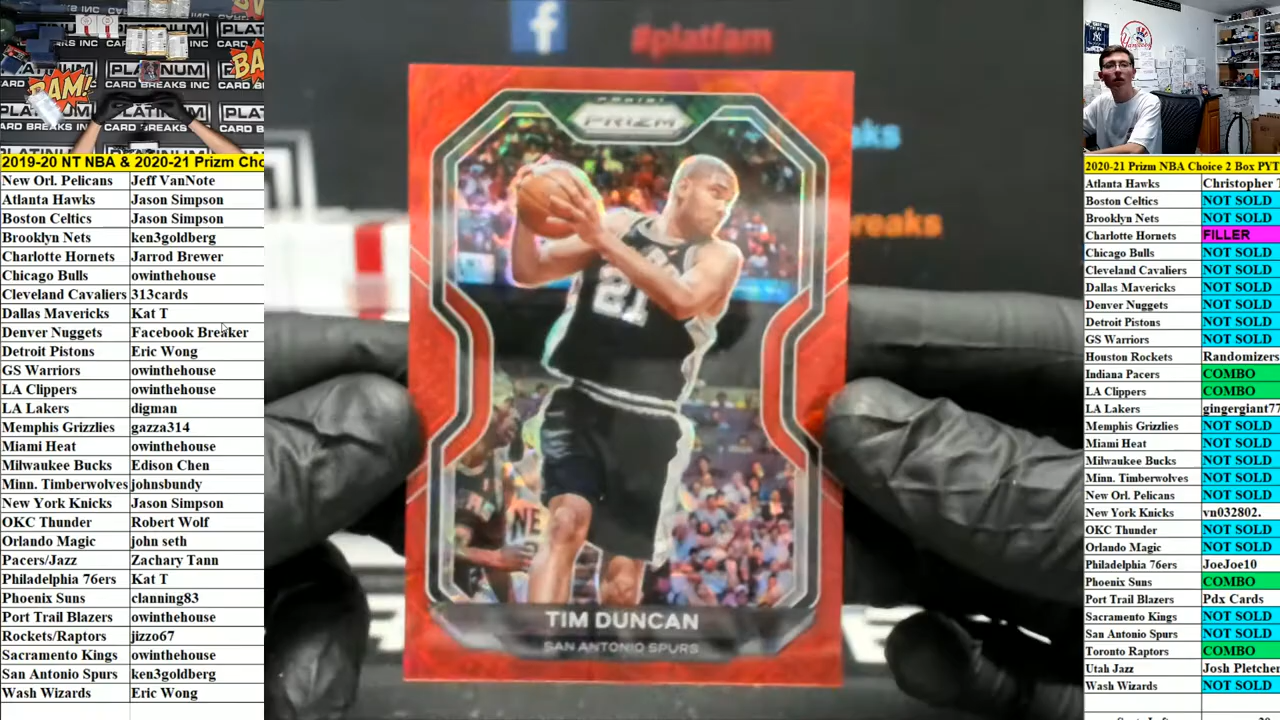 #platfam
PLATINUM
CARD BREAKS INC
PLATINUM
CARD BREAKS INC
BAM!
2019-20 NT NBA & 2020-21 Prizm Cho
New Orl. Pelicans Jeff VanNote
Atlanta Hawks Jason Simpson
Boston Celtics Jason Simpson
Brooklyn Nets ken3goldberg
Charlotte Hornets Jarrod Brewer
Chicago Bulls owinthehouse
Cleveland Cavaliers 313cards
Dallas Mavericks Kat T
Denver Nuggets Facebook Breaker
Detroit Pistons Eric Wong
GS Warriors owinthehouse
LA Clippers owinthehouse
LA Lakers digman
Memphis Grizzlies gazza314
Miami Heat owinthehouse
Milwaukee Bucks Edison Chen
Minn. Timberwolves johnsbundy
New York Knicks Jason Simpson
OKC Thunder Robert Wolf
Orlando Magic john seth
Pacers/Jazz Zachary Tann
Philadelphia 76ers Kat T
Phoenix Suns clanning83
Port Trail Blazers owinthehouse
Rockets/Raptors jizzo67
Sacramento Kings owinthehouse
San Antonio Spurs ken3goldberg
Wash Wizards Eric Wong
PANINI
PRIZM
21
NE
TIM DUNCAN
SAN ANTONIO SPURS
eaks
breaks
Yankees
2020-21 Prizm NBA Choice 2 Box PYT
Atlanta Hawks Christopher T
Boston Celtics NOT SOLD
Brooklyn Nets NOT SOLD
Charlotte Hornets FILLER
Chicago Bulls NOT SOLD
Cleveland Cavaliers NOT SOLD
Dallas Mavericks NOT SOLD
Denver Nuggets NOT SOLD
Detroit Pistons NOT SOLD
GS Warriors NOT SOLD
Houston Rockets Randomizers
Indiana Pacers COMBO
LA Clippers COMBO
LA Lakers gingergiant77
Memphis Grizzlies NOT SOLD
Miami Heat NOT SOLD
Milwaukee Bucks NOT SOLD
Minn. Timberwolves NOT SOLD
New Orl. Pelicans NOT SOLD
New York Knicks vn032802.
OKC Thunder NOT SOLD
Orlando Magic NOT SOLD
Philadelphia 76ers JoeJoe10
Phoenix Suns COMBO
Port Trail Blazers Pdx Cards
Sacramento Kings NOT SOLD
San Antonio Spurs NOT SOLD
Toronto Raptors COMBO
Utah Jazz Josh Pletcher
Wash Wizards NOT SOLD